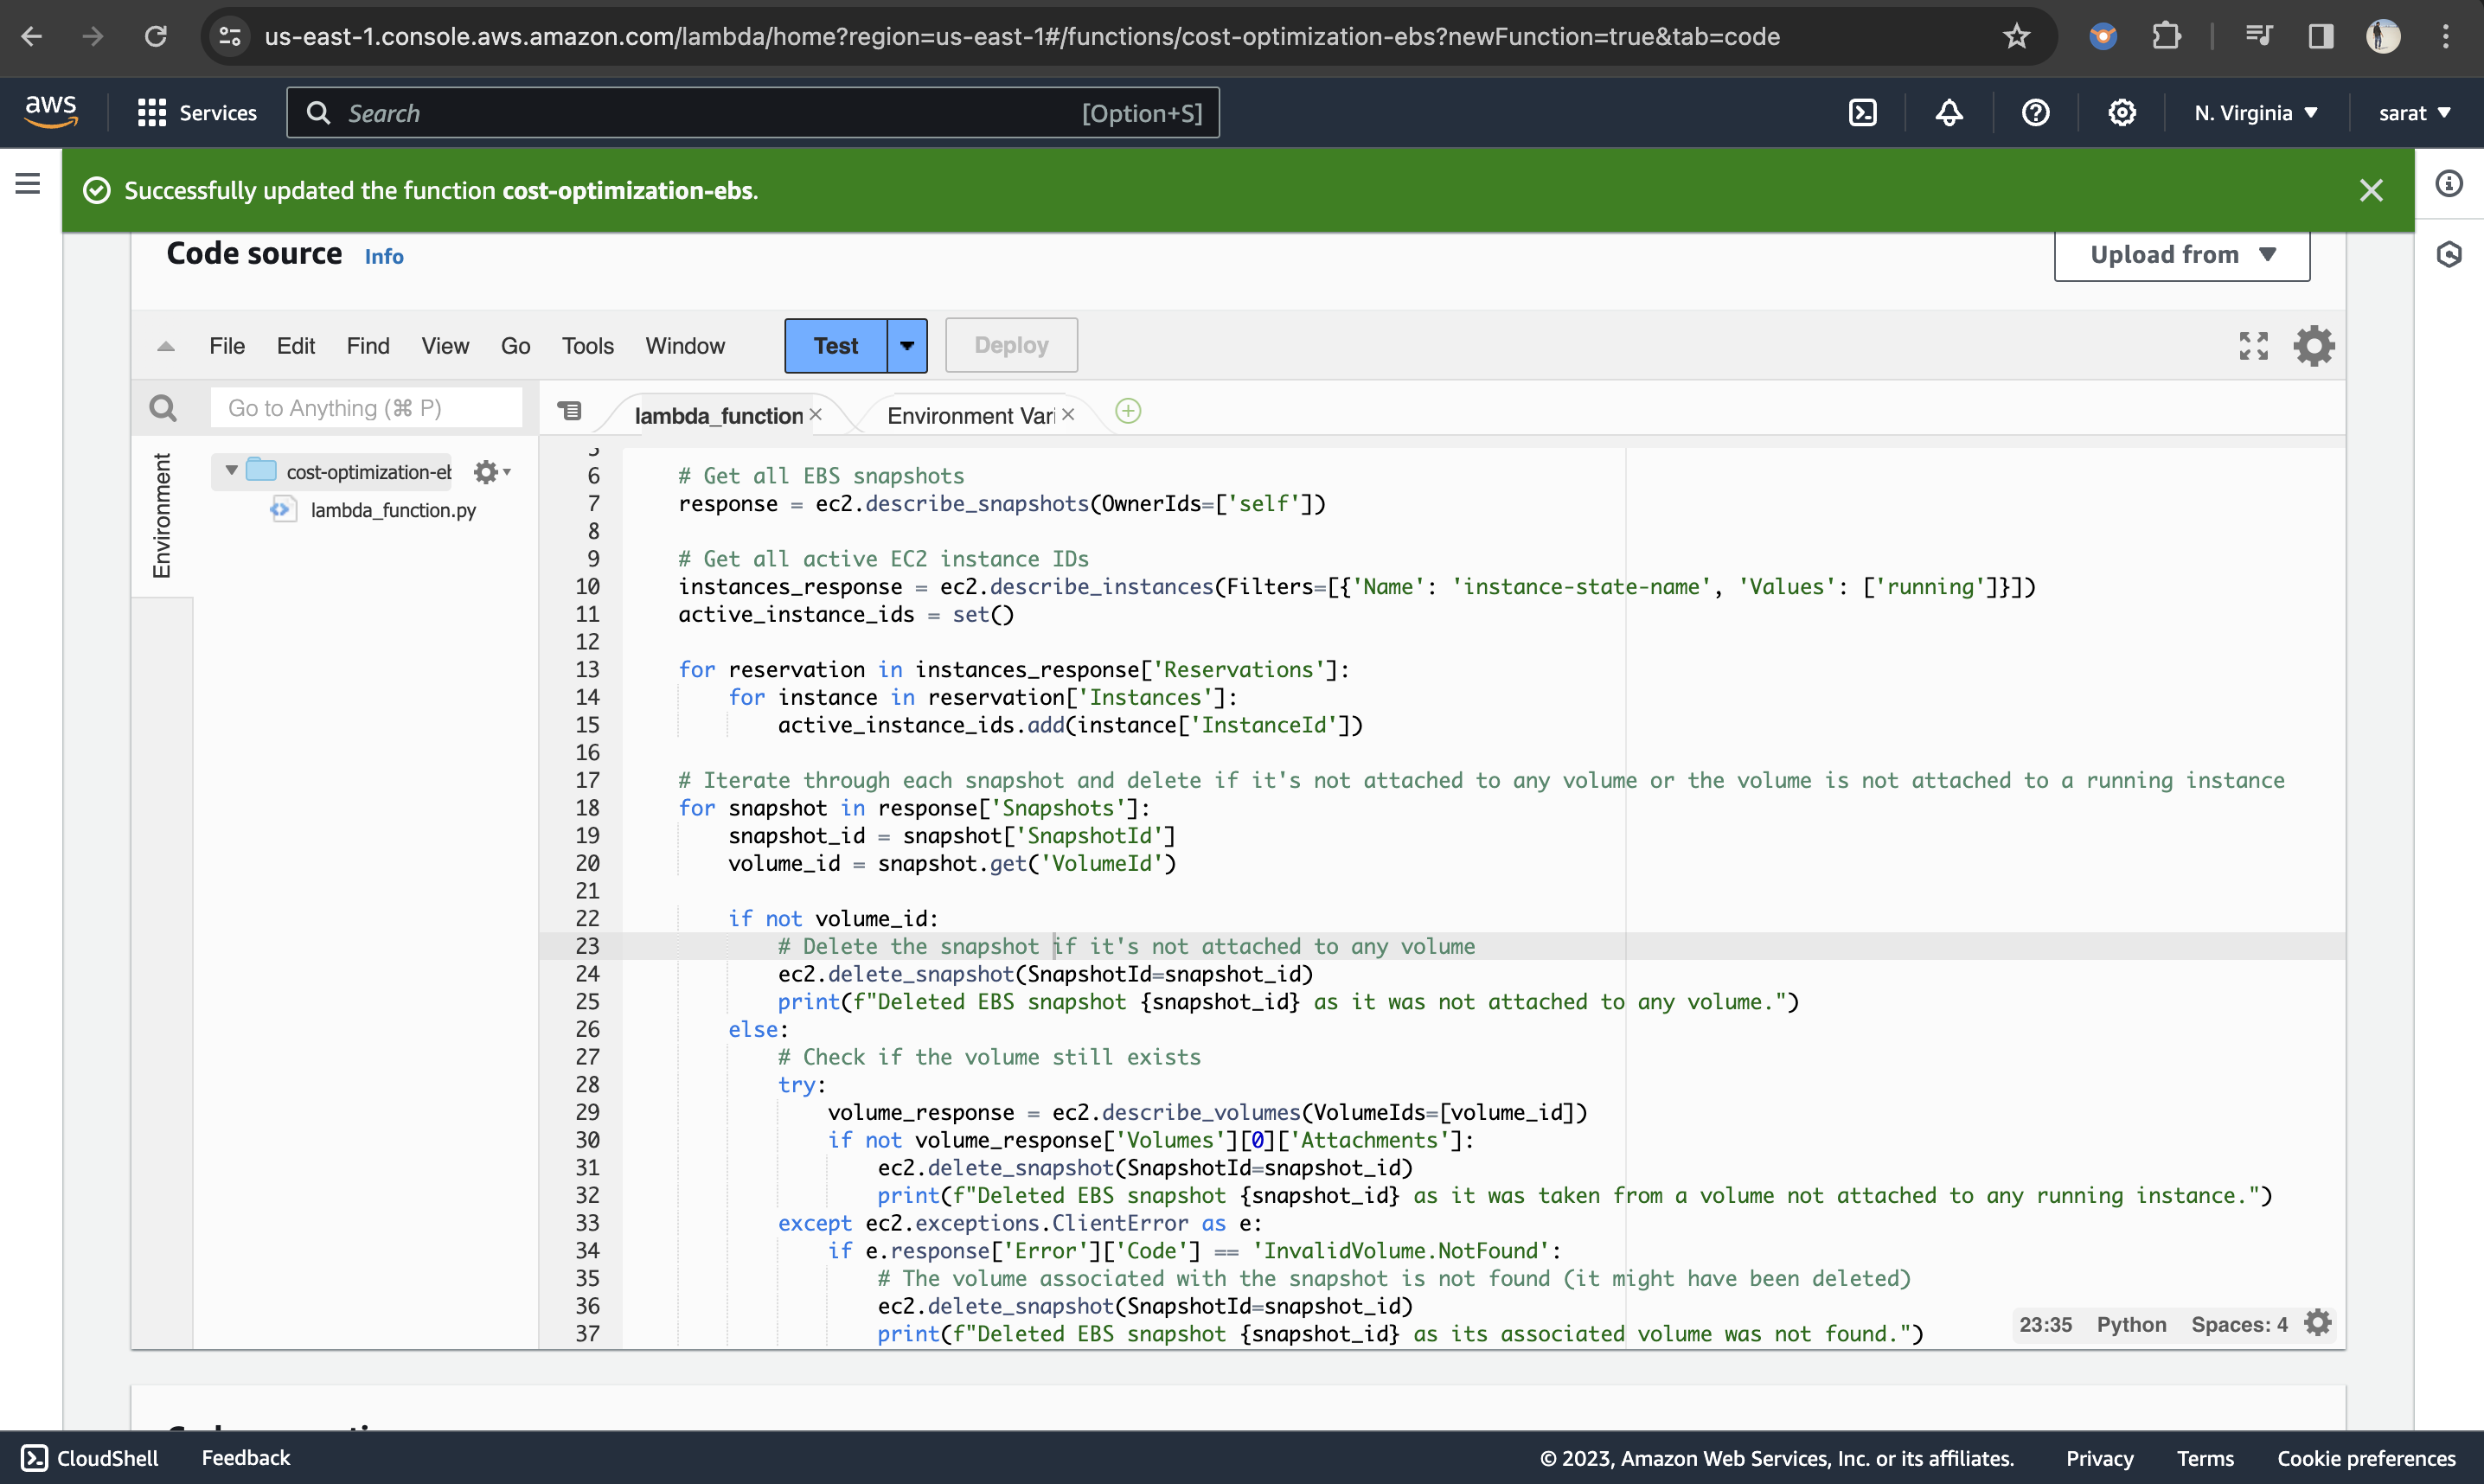 us-east-1.console.aws.amazon.com/lambda/home?region=us-east-1#/functions/cost-optimization-ebs?newFunction=true&tab=code
aws
Services
Search
[Option+S]
N. Virginia
sarat
Successfully updated the function cost-optimization-ebs.
Code source Info
Upload from
File Edit Find View Go Tools Window
Test
Deploy
Go to Anything (⌘ P)
lambda_function
Environment Vari
Environment
cost-optimization-eb
lambda_function.py
5
6 # Get all EBS snapshots
7 response = ec2.describe_snapshots(OwnerIds=['self'])
8
9 # Get all active EC2 instance IDs
10 instances_response = ec2.describe_instances(Filters=[{'Name': 'instance-state-name', 'Values': ['running']}])
11 active_instance_ids = set()
12
13 for reservation in instances_response['Reservations']:
14 for instance in reservation['Instances']:
15 active_instance_ids.add(instance['InstanceId'])
16
17 # Iterate through each snapshot and delete if it's not attached to any volume or the volume is not attached to a running instance
18 for snapshot in response['Snapshots']:
19 snapshot_id = snapshot['SnapshotId']
20 volume_id = snapshot.get('VolumeId')
21
22 if not volume_id:
23 # Delete the snapshot if it's not attached to any volume
24 ec2.delete_snapshot(SnapshotId=snapshot_id)
25 print(f"Deleted EBS snapshot {snapshot_id} as it was not attached to any volume.")
26 else:
27 # Check if the volume still exists
28 try:
29 volume_response = ec2.describe_volumes(VolumeIds=[volume_id])
30 if not volume_response['Volumes'][0]['Attachments']:
31 ec2.delete_snapshot(SnapshotId=snapshot_id)
32 print(f"Deleted EBS snapshot {snapshot_id} as it was taken from a volume not attached to any running instance.")
33 except ec2.exceptions.ClientError as e:
34 if e.response['Error']['Code'] == 'InvalidVolume.NotFound':
35 # The volume associated with the snapshot is not found (it might have been deleted)
36 ec2.delete_snapshot(SnapshotId=snapshot_id)
37 print(f"Deleted EBS snapshot {snapshot_id} as its associated volume was not found.")
23:35 Python Spaces: 4
CloudShell Feedback
© 2023, Amazon Web Services, Inc. or its affiliates. Privacy Terms Cookie preferences